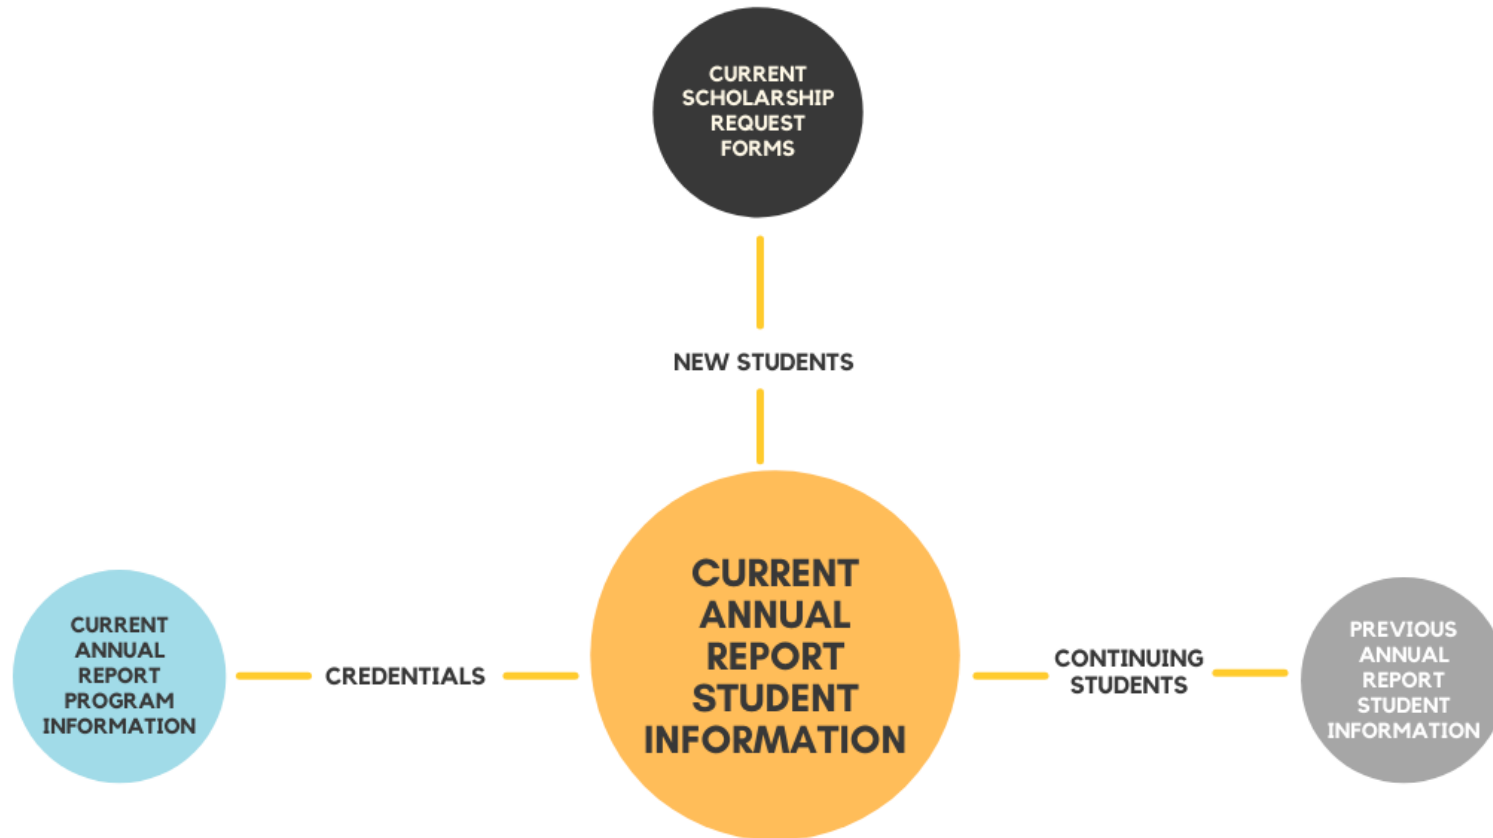 CURRENT
SCHOLARSHIP
REQUEST
FORMS
NEW STUDENTS
CURRENT
ANNUAL
REPORT
PROGRAM
INFORMATION
CREDENTIALS
CURRENT
ANNUAL
REPORT
STUDENT
INFORMATION
CONTINUING
STUDENTS
PREVIOUS
ANNUAL
REPORT
STUDENT
INFORMATION